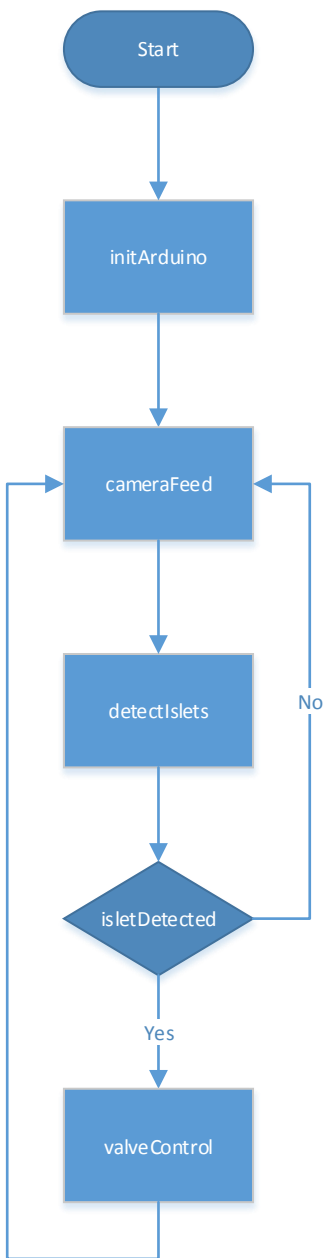 Start
initArduino
cameraFeed
detectIslets
No
isletDetected
Yes
valveControl